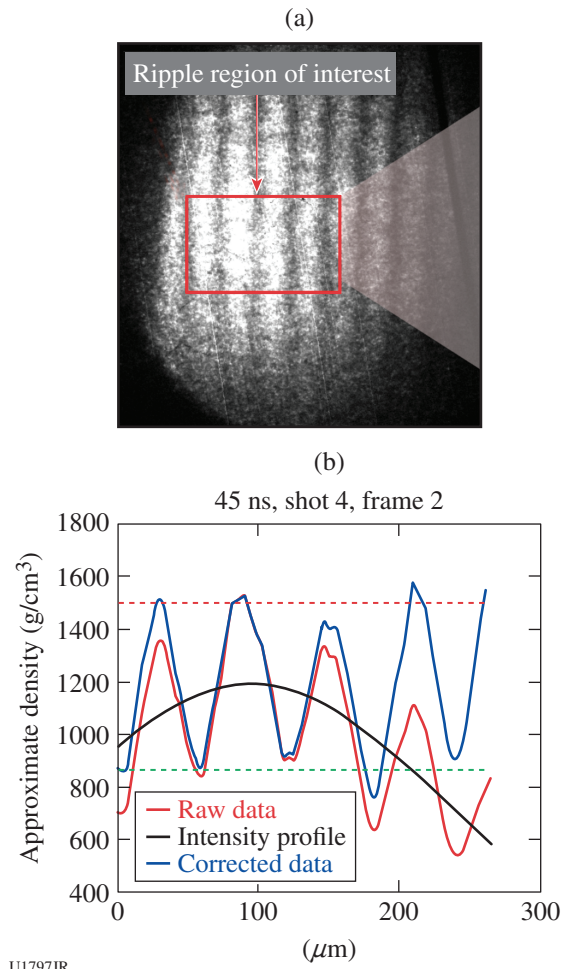 (a)
Ripple region of interest
(b)
45 ns, shot 4, frame 2
Approximate density (g/cm³)
1800
1600
1400
1200
1000
800
600
400
Raw data
Intensity profile
Corrected data
0 100 200 300
(μm)
U1797JR